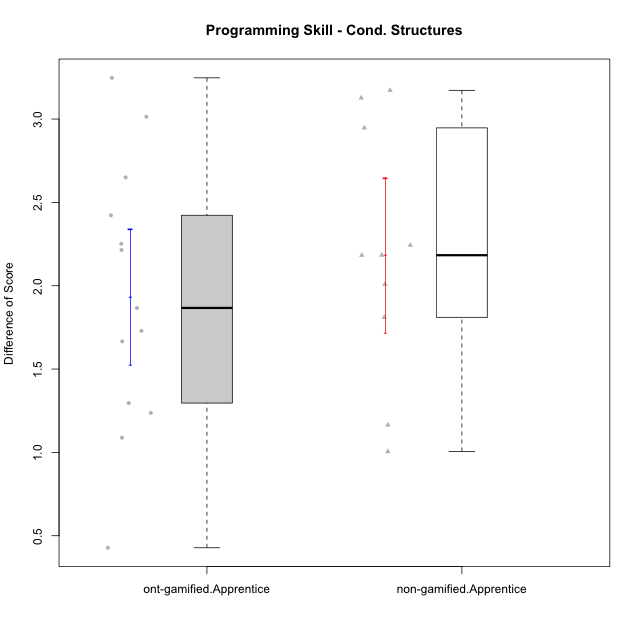 Programming Skill - Cond. Structures
Difference of Score
3.0
2.5
2.0
1.5
1.0
0.5
ont-gamified.Apprentice
non-gamified.Apprentice